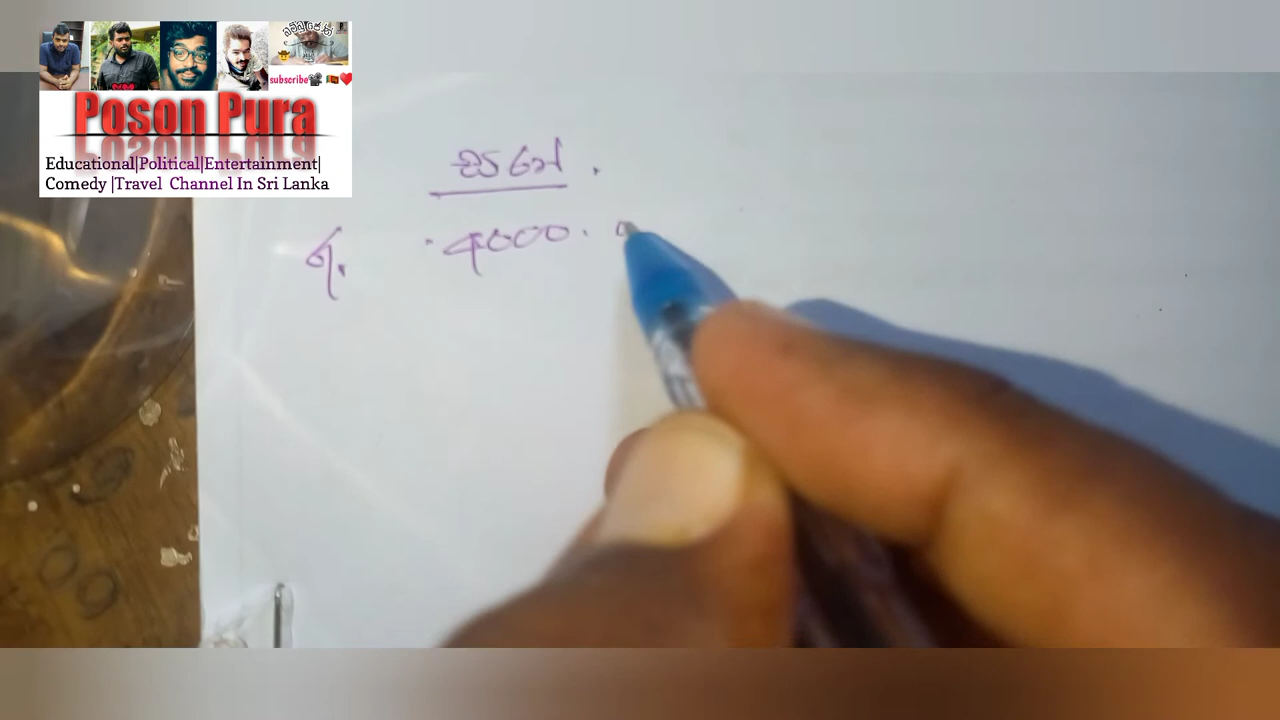 සුබ සිනා
subscribe
Poson Pura
Educational|Political|Entertainment|
Comedy |Travel Channel In Sri Lanka
රු. 4000.